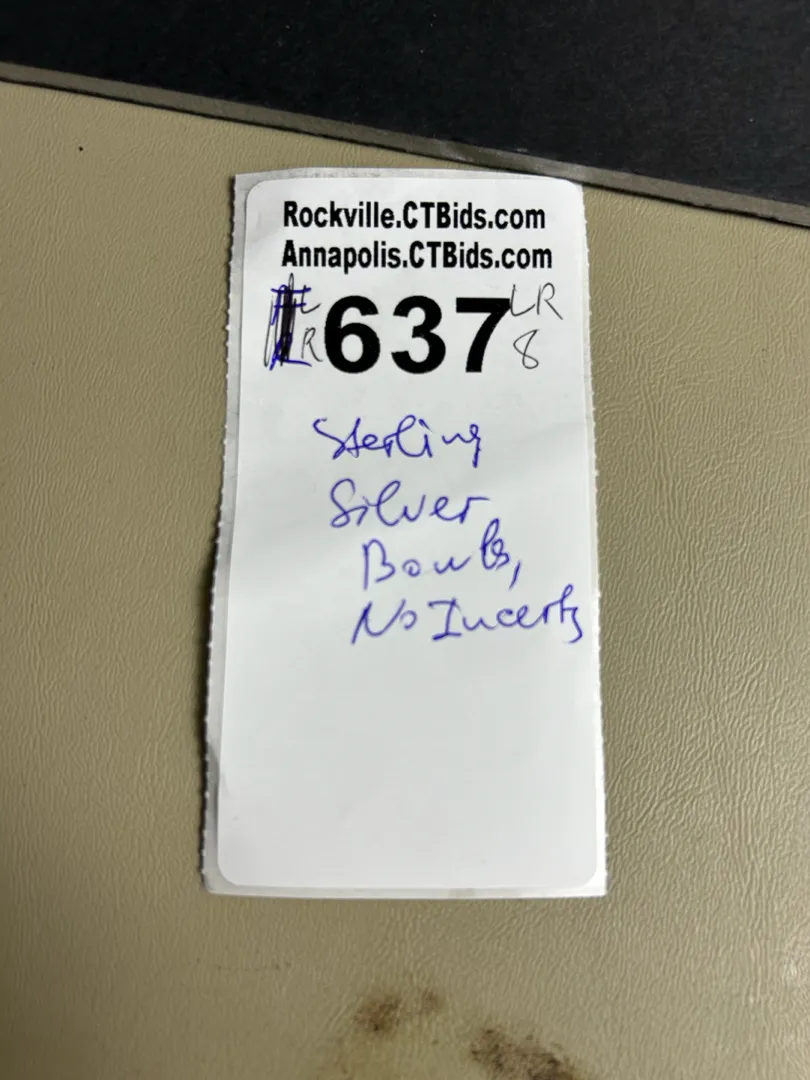 Rockville.CTBids.com
Annapolis.CTBids.com
637 LR
R 8
Sterling
Silver
Bowls,
No Incerts